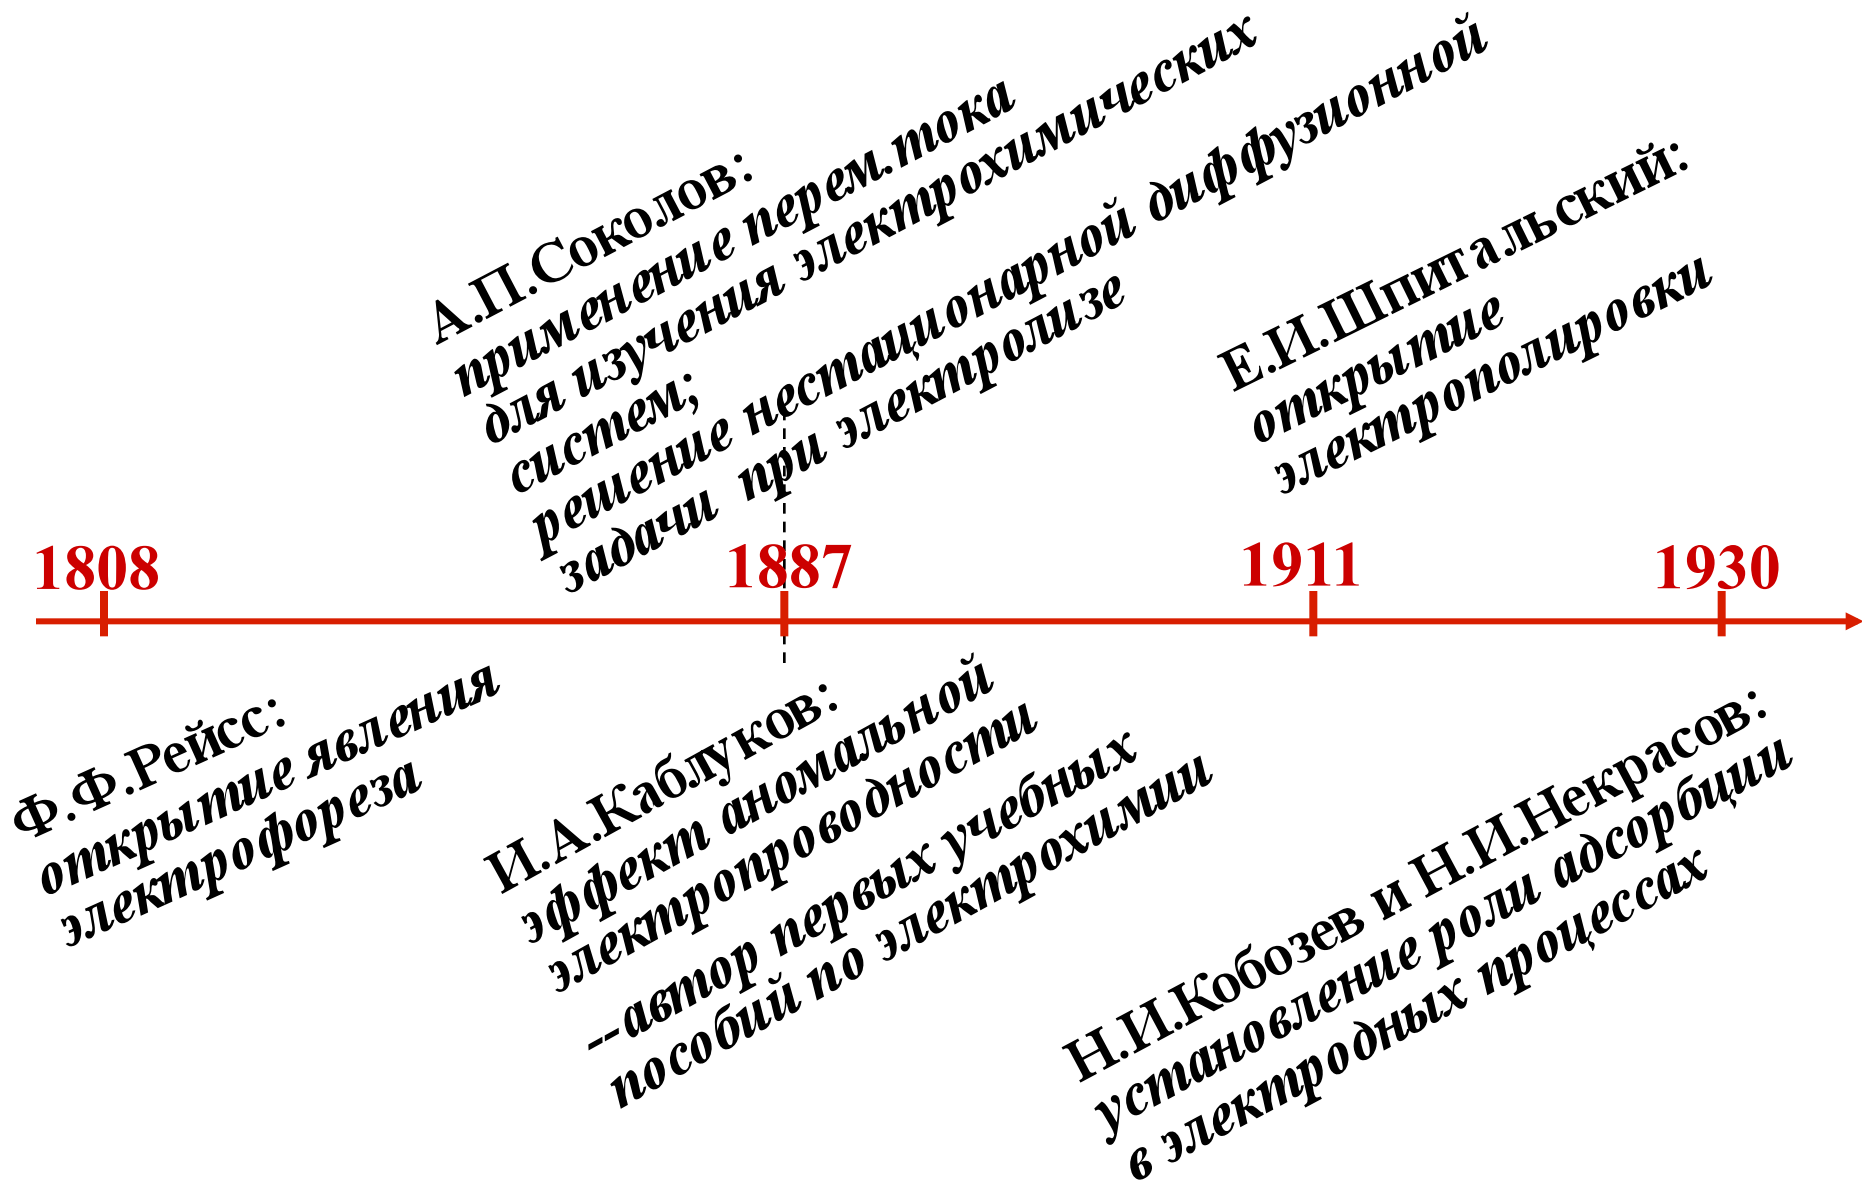 А.П.Соколов:
применение перем.тока
для изучения электрохимических
систем;
решение нестационарной диффузионной
задачи при электролизе
Е.И.Шпитальский:
открытие
электрополировки
1808
1887
1911
1930
Ф.Ф.Рейсс:
открытие явления
электрофореза
И.А.Каблуков:
эффект аномальной
электропроводности
--автор первых учебных
пособий по электрохимии
Н.И.Кобозев и Н.И.Некрасов:
установление роли адсорбции
в электродных процессах